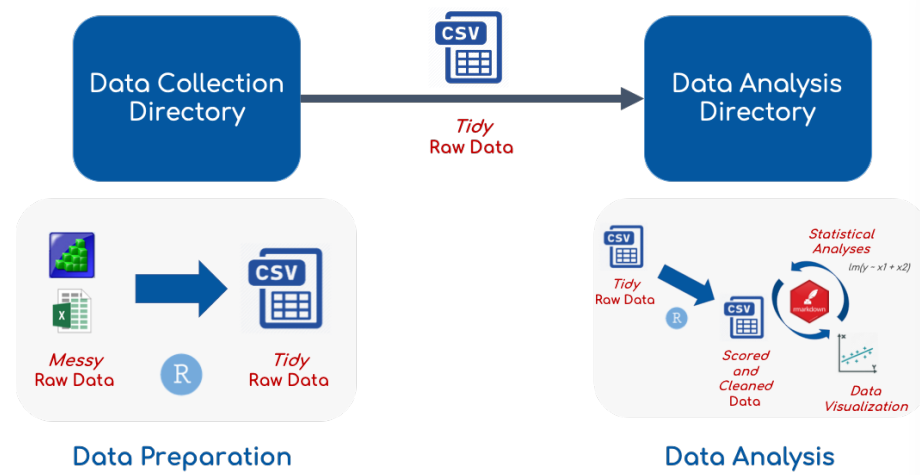 Data Collection
Directory
CSV
Tidy
Raw Data
Data Analysis
Directory
Messy
Raw Data
R
CSV
Tidy
Raw Data
Data Preparation
CSV
Tidy
Raw Data
R
CSV
Scored
and
Cleaned
Data
Statistical
Analyses
lm(y ~ x1 + x2)
rmarkdown
Data
Visualization
Data Analysis